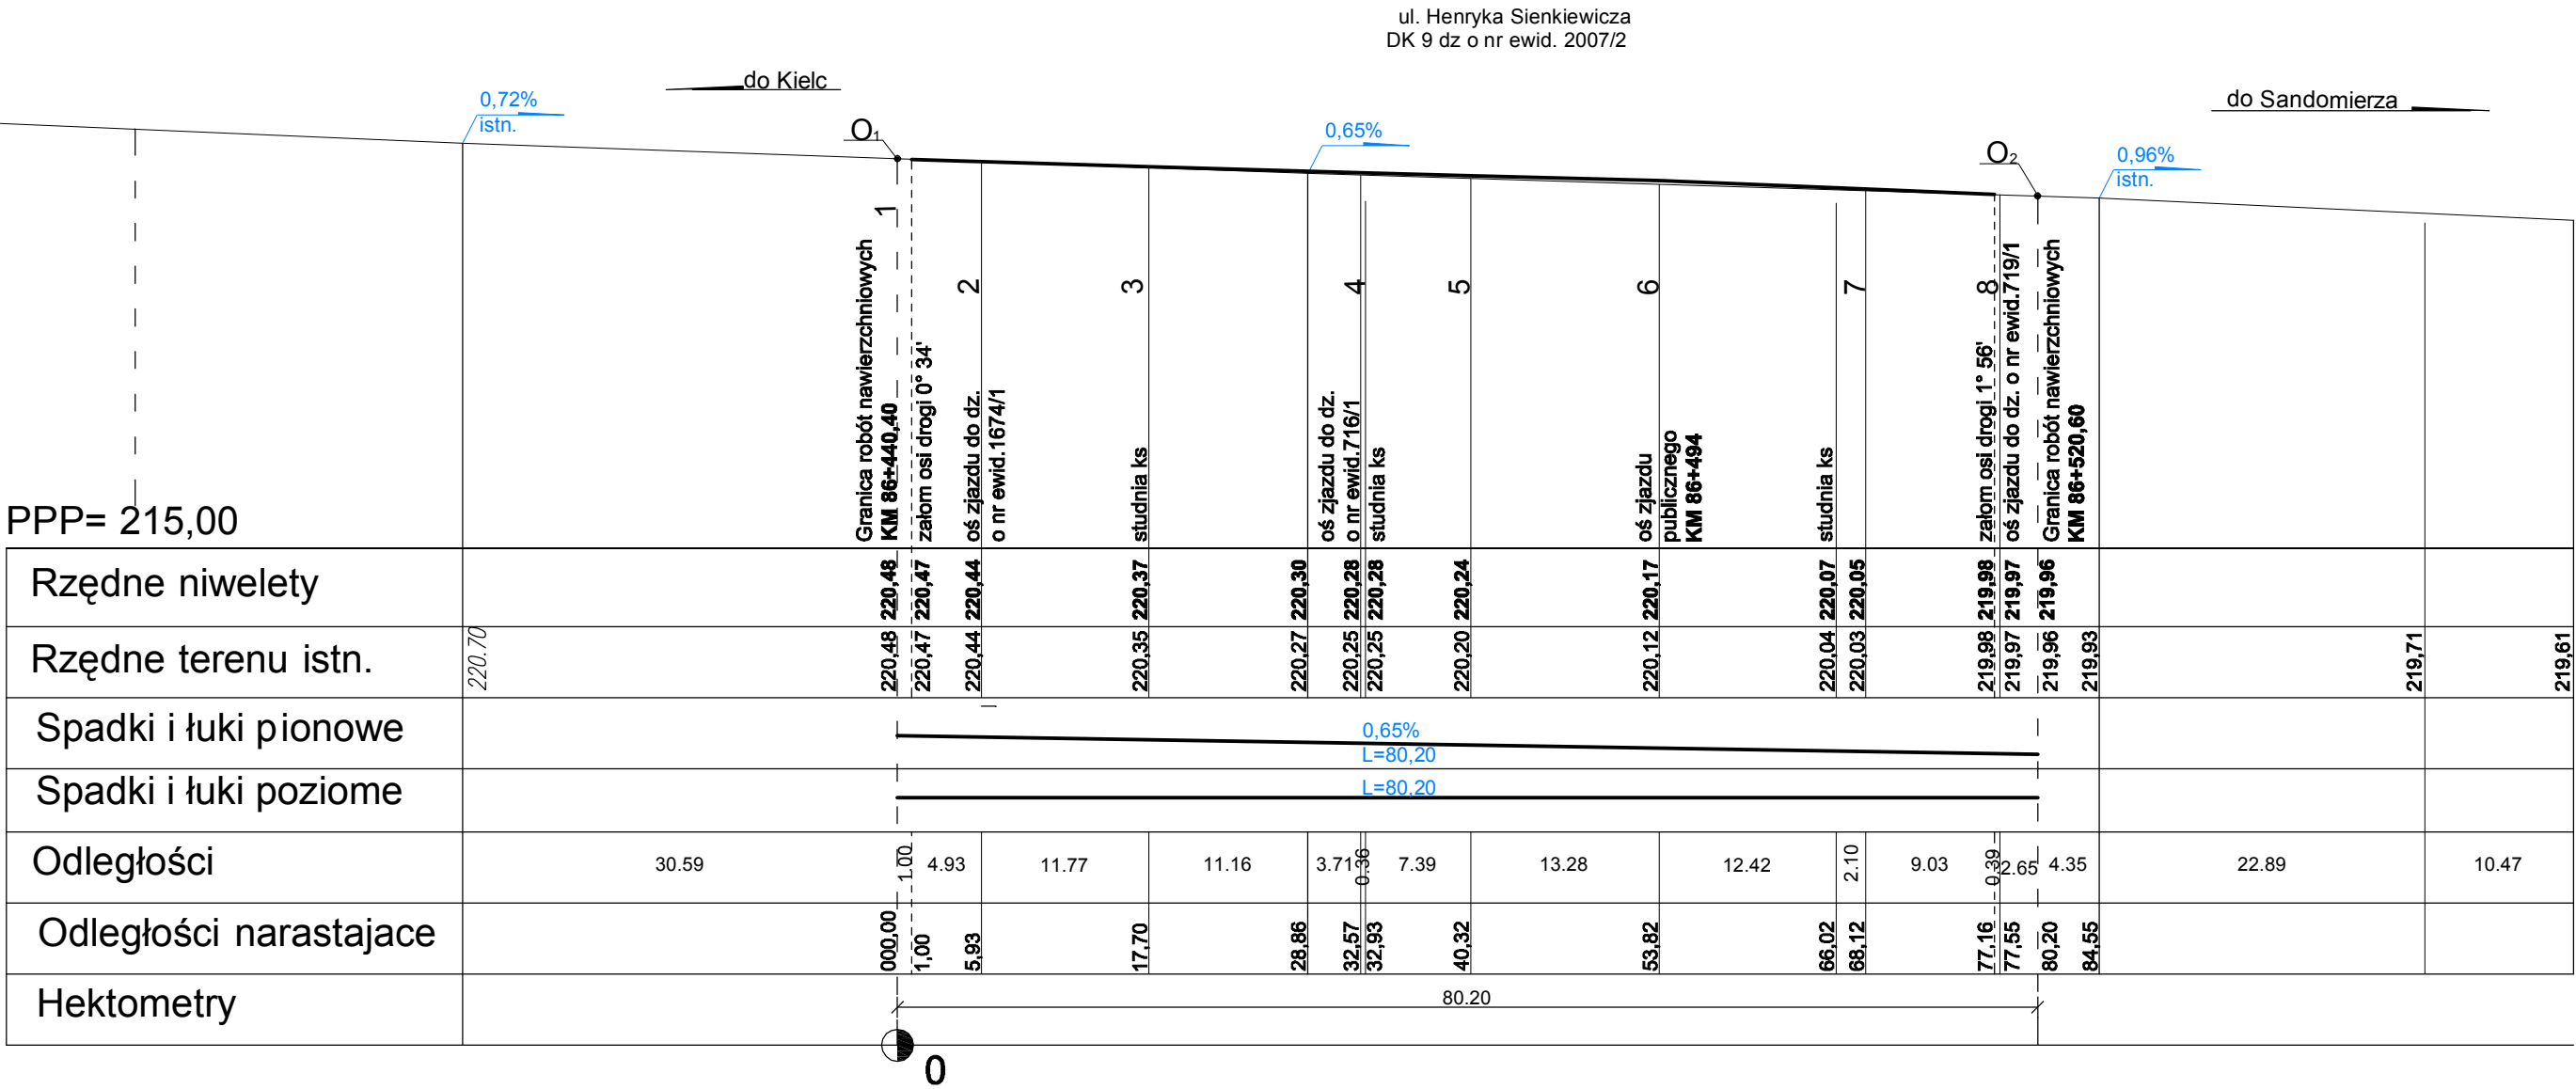 ul. Henryka Sienkiewicza
DK 9 dz o nr ewid. 2007/2
do Kielc
do Sandomierza
0,72%
istn.
O1
0,65%
O2
0,96%
istn.
1
2
3
4
5
6
7
8
Granica robót nawierzchniowych
KM 86+440,40
załom osi drogi 0° 34'
oś zjazdu do dz.
o nr ewid.1674/1
studnia ks
oś zjazdu do dz.
o nr ewid.716/1
studnia ks
oś zjazdu
publicznego
KM 86+494
studnia ks
załom osi drogi 1° 56'
oś zjazdu do dz. o nr ewid.719/1
Granica robót nawierzchniowych
KM 86+520,60
PPP= 215,00
Rzędne niwelety 220,48 220,47 220,44 220,37 220,30 220,28 220,28 220,24 220,17 220,07 220,05 219,98 219,97 219,96
Rzędne terenu istn. 220.70 220,48 220,47 220,44 220,35 220,27 220,25 220,25 220,20 220,12 220,04 220,03 219,98 219,97 219,96 219,93 219,71 219,61
Spadki i łuki pionowe 0,65%
L=80,20
Spadki i łuki poziome L=80,20
Odległości 30.59 1.00 4.93 11.77 11.16 3.71 0.36 7.39 13.28 12.42 2.10 9.03 0.39 2.65 4.35 22.89 10.47
Odległości narastajace 000,00 1,00 5,93 17,70 28,86 32,57 32,93 40,32 53,82 66,02 68,12 77,16 77,55 80,20 84,55
Hektometry 80.20
0